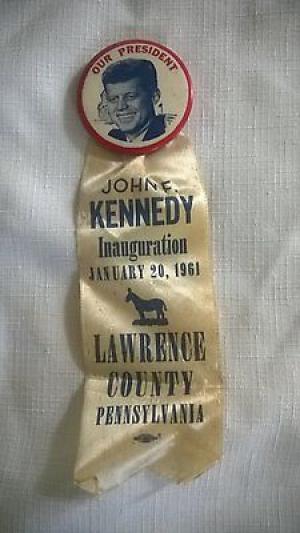 OUR PRESIDENT
JOHN F.
KENNEDY
Inauguration
JANUARY 20, 1961
LAWRENCE
COUNTY
PENNSYLVANIA